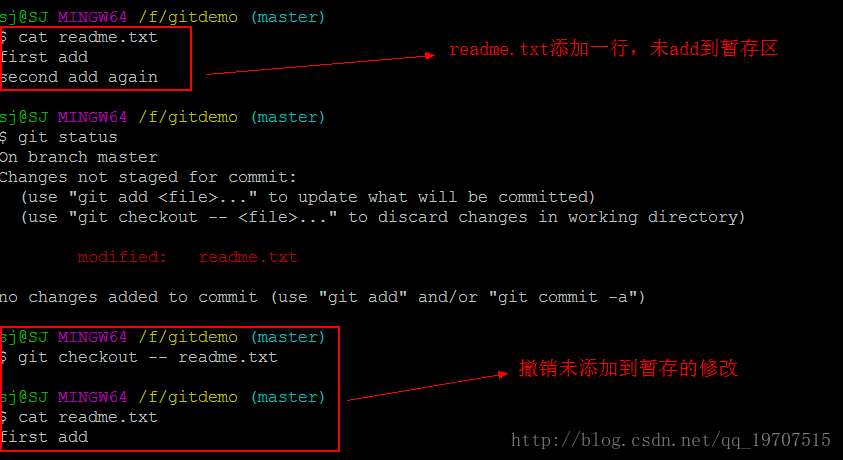 sj@SJ MINGW64 /f/gitdemo (master)
$ cat readme.txt
first add
second add again
readme.txt添加一行，未add到暂存区
sj@SJ MINGW64 /f/gitdemo (master)
$ git status
On branch master
Changes not staged for commit:
(use "git add <file>..." to update what will be committed)
(use "git checkout -- <file>..." to discard changes in working directory)
modified: readme.txt
no changes added to commit (use "git add" and/or "git commit -a")
sj@SJ MINGW64 /f/gitdemo (master)
$ git checkout -- readme.txt
撤销未添加到暂存的修改
sj@SJ MINGW64 /f/gitdemo (master)
$ cat readme.txt
first add
http://blog.csdn.net/qq_19707515